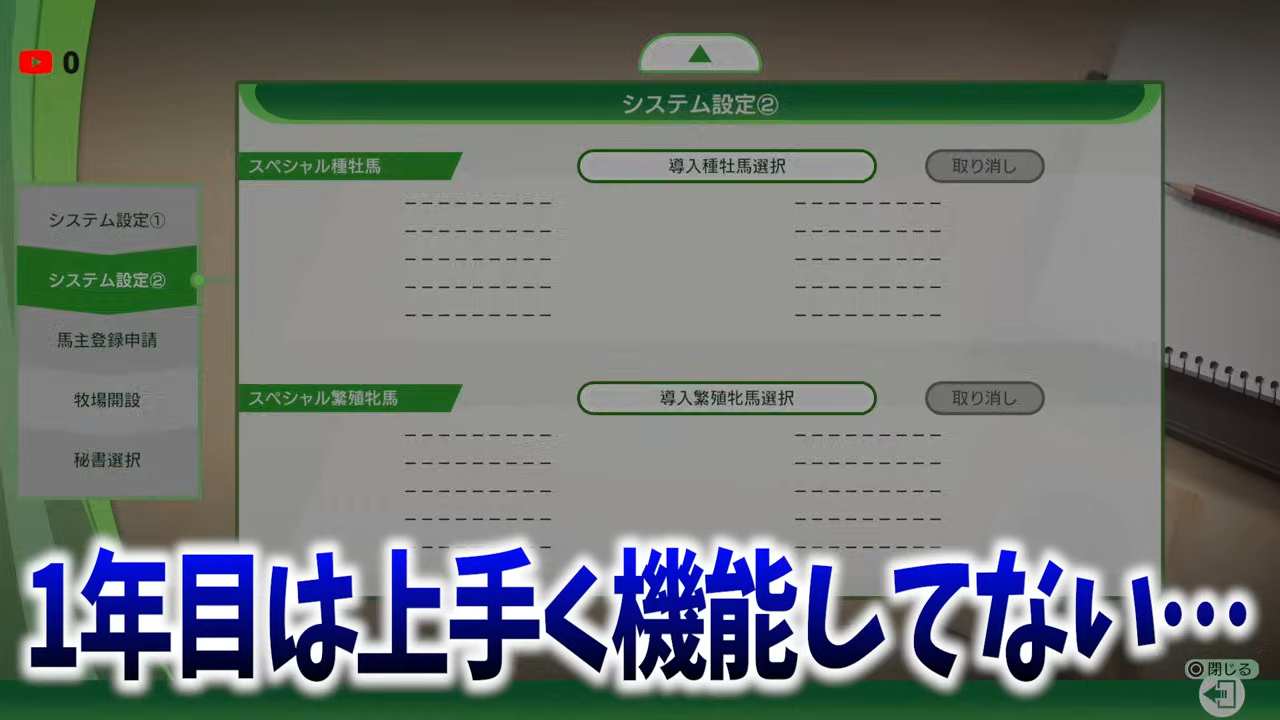 0
▲
システム設定②
スペシャル種牡馬
導入種牡馬選択
取り消し
--------- ---------
--------- ---------
--------- ---------
--------- ---------
--------- ---------
システム設定①
システム設定②
馬主登録申請
牧場開設
秘書選択
スペシャル繁殖牝馬
導入繁殖牝馬選択
取り消し
--------- ---------
--------- ---------
--------- ---------
--------- ---------
1年目は上手く機能してない…
◎閉じる